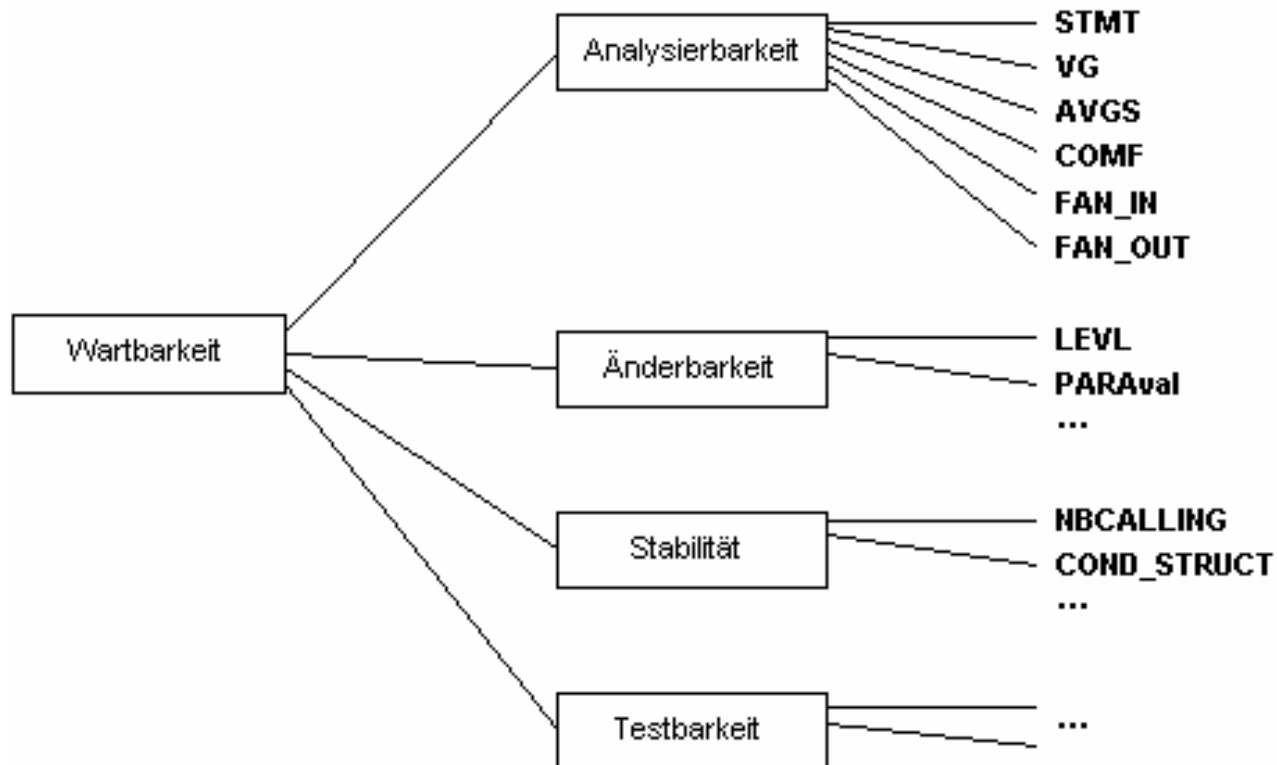 Wartbarkeit
Analysierbarkeit
STMT
VG
AVGS
COMF
FAN_IN
FAN_OUT
Änderbarkeit
LEVL
PARAval
...
Stabilität
NBCALLING
COND_STRUCT
...
Testbarkeit
...